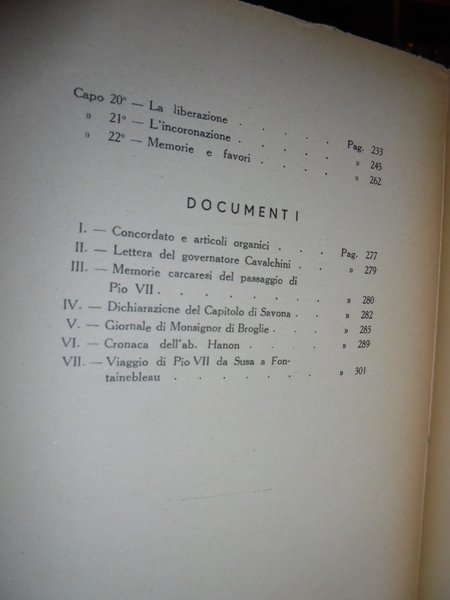 Capo 20° — La liberazione . . . . Pag. 233
» 21° — L'incoronazione . . . . » 245
» 22° — Memorie e favori . . . . » 262
DOCUMENTI
I. — Concordato e articoli organici . . . Pag. 277
II. — Lettera del governatore Cavalchini . . » 279
III. — Memorie carcaresi del passaggio di
Pio VII . . . . . . . » 280
IV. — Dichiarazione del Capitolo di Savona . » 282
V. — Giornale di Monsignor di Broglie . . » 285
VI. — Cronaca dell'ab. Hanon . . . » 289
VII. — Viaggio di Pio VII da Susa a Fon-
tainebleau . . . . . . » 301